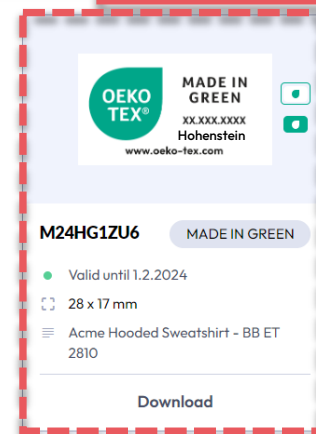 OEKO
TEX®
MADE IN
GREEN
XX.XXX.XXXX
Hohenstein
www.oeko-tex.com
M24HG1ZU6
MADE IN GREEN
Valid until 1.2.2024
28 x 17 mm
Acme Hooded Sweatshirt - BB ET
2810
Download